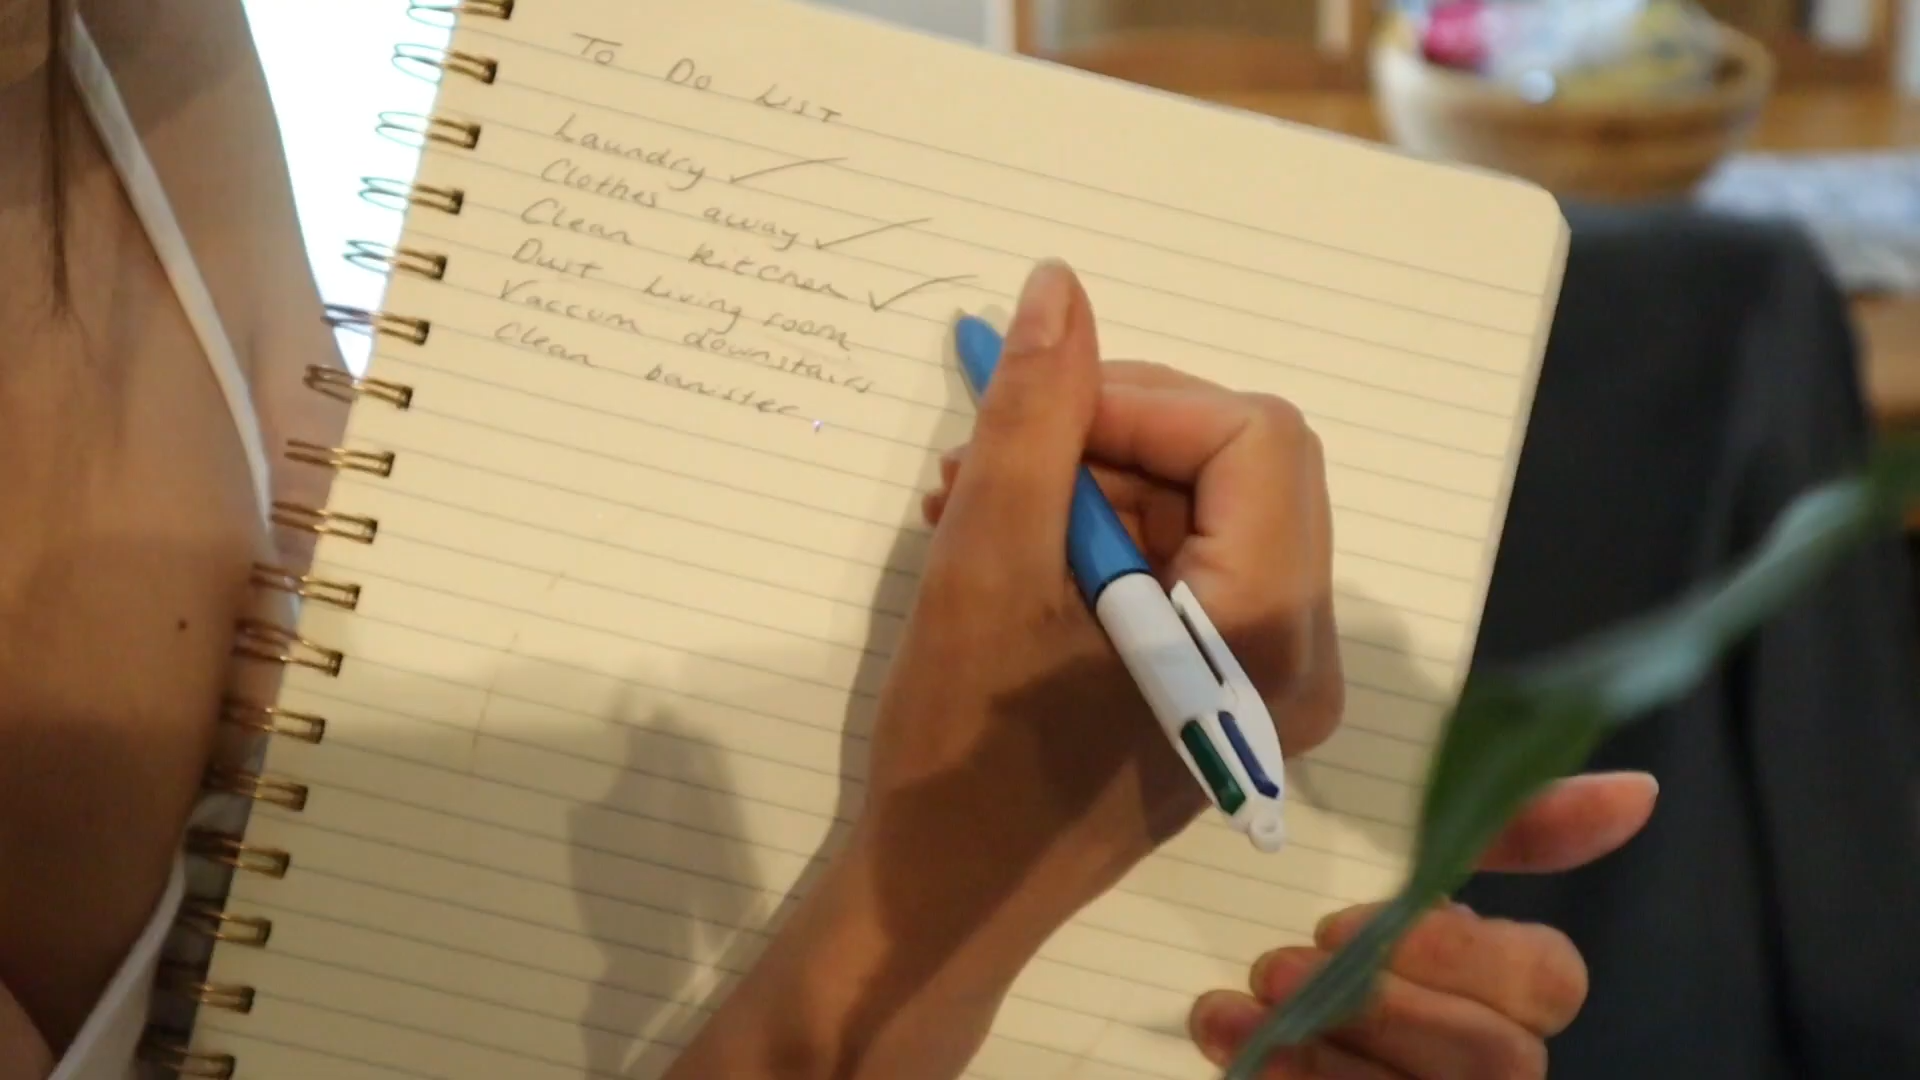 To Do LIST
Laundry ✓
Clothes away ✓
Clean kitchen ✓
Dust Living room
Vaccum downstairs
Clean banister